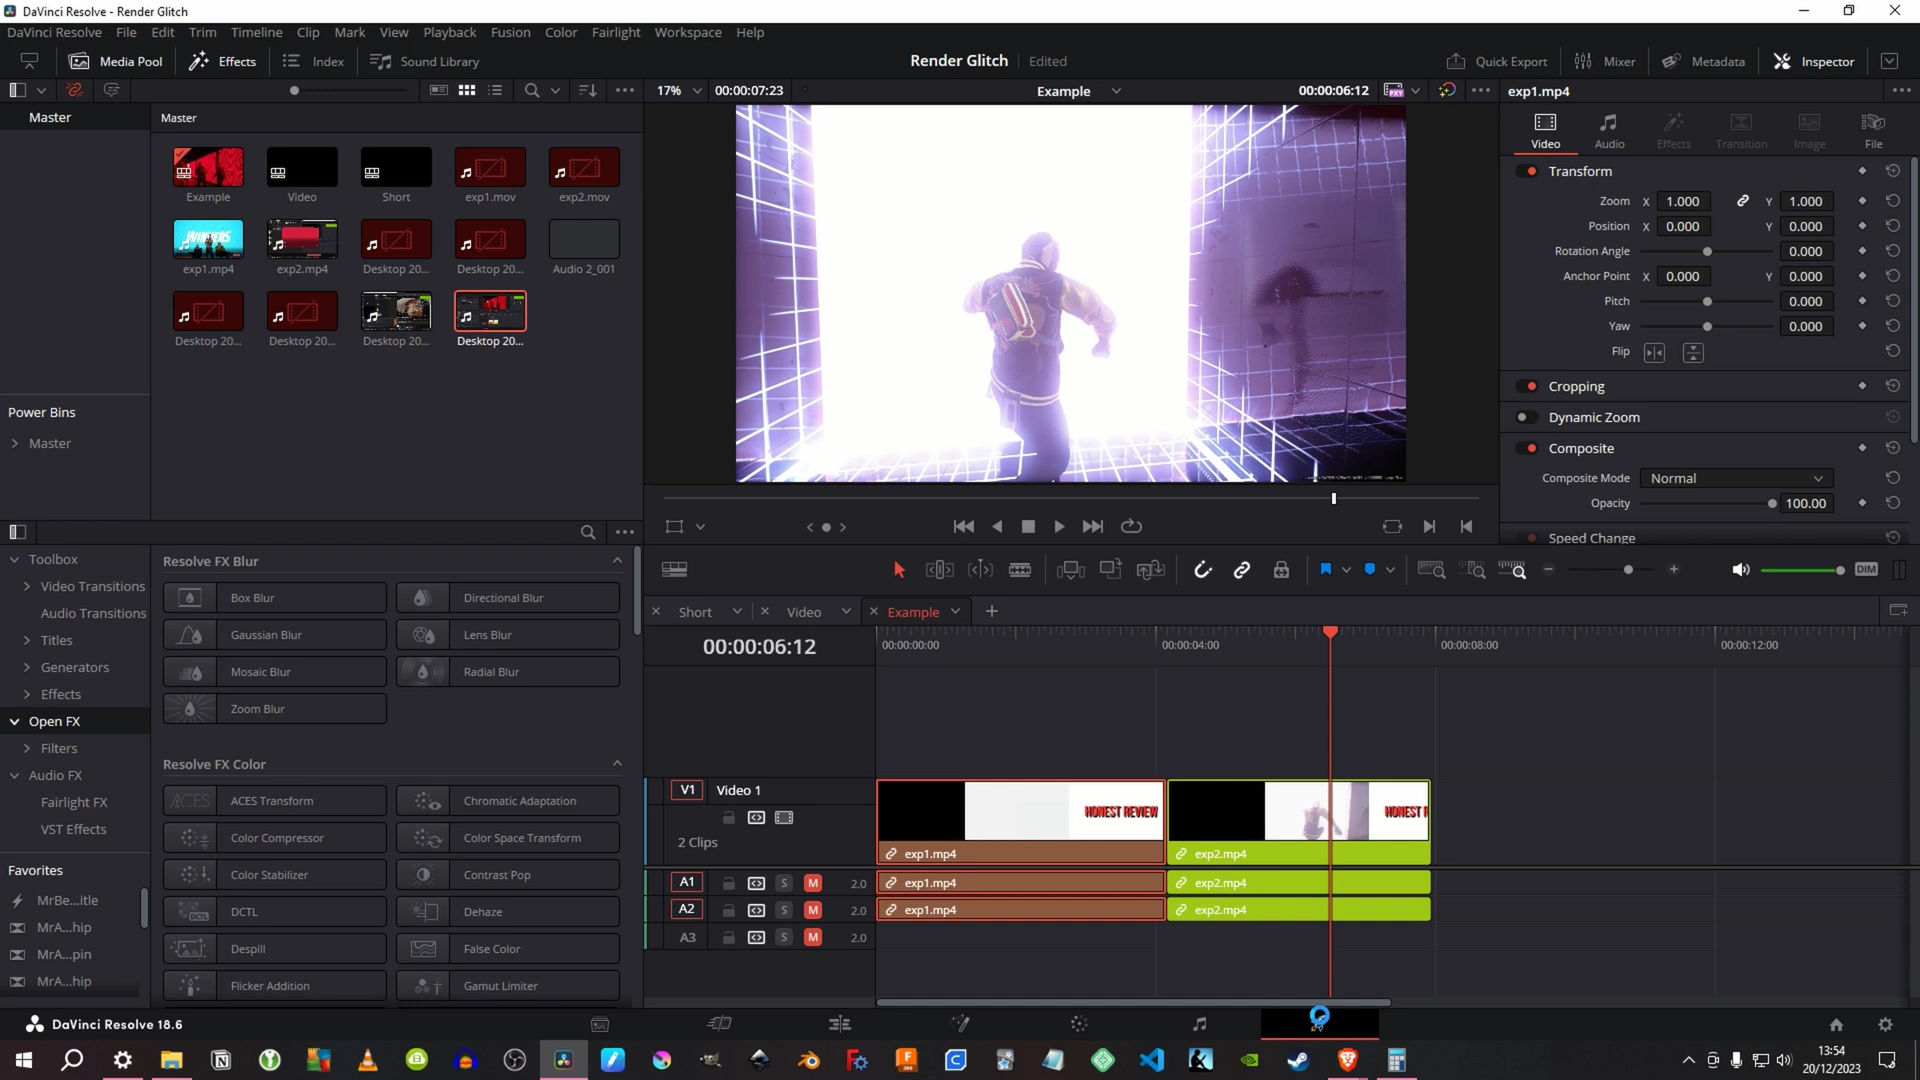 DaVinci Resolve - Render Glitch
DaVinci Resolve File Edit Trim Timeline Clip Mark View Playback Fusion Color Fairlight Workspace Help
Media Pool Effects Index Sound Library Render Glitch Edited Quick Export Mixer Metadata Inspector
17% 00:00:07:23 Example 00:00:06:12 PXY exp1.mp4
Master Master
Video Audio Effects Transition Image File
Example Video Short exp1.mov exp2.mov
exp1.mp4 exp2.mp4 Desktop 20... Desktop 20... Audio 2_001
Desktop 20... Desktop 20... Desktop 20... Desktop 20...
Power Bins
Master
Transform
Zoom X 1.000 Y 1.000
Position X 0.000 Y 0.000
Rotation Angle 0.000
Anchor Point X 0.000 Y 0.000
Pitch 0.000
Yaw 0.000
Flip
Cropping
Dynamic Zoom
Composite
Composite Mode Normal
Opacity 100.00
Speed Change
Toolbox
Video Transitions
Audio Transitions
Titles
Generators
Effects
Open FX
Filters
Audio FX
Fairlight FX
VST Effects
Favorites
MrBe...itle
MrA...hip
MrA...pin
MrA...hip
Resolve FX Blur
Box Blur Directional Blur
Gaussian Blur Lens Blur
Mosaic Blur Radial Blur
Zoom Blur
Resolve FX Color
ACES ACES Transform Chromatic Adaptation
Color Compressor Color Space Transform
Color Stabilizer Contrast Pop
DCTL DCTL Dehaze
Despill False Color
Flicker Addition Gamut Limiter
DIM
Short Video Example
00:00:06:12 00:00:00:00 00:00:04:00 00:00:08:00 00:00:12:00
V1 Video 1
2 Clips
HONEST REVIEW HONEST R
exp1.mp4 exp2.mp4
A1 S M 2.0 exp1.mp4 exp2.mp4
A2 S M 2.0 exp1.mp4 exp2.mp4
A3 S M 2.0
DaVinci Resolve 18.6
13:54
20/12/2023